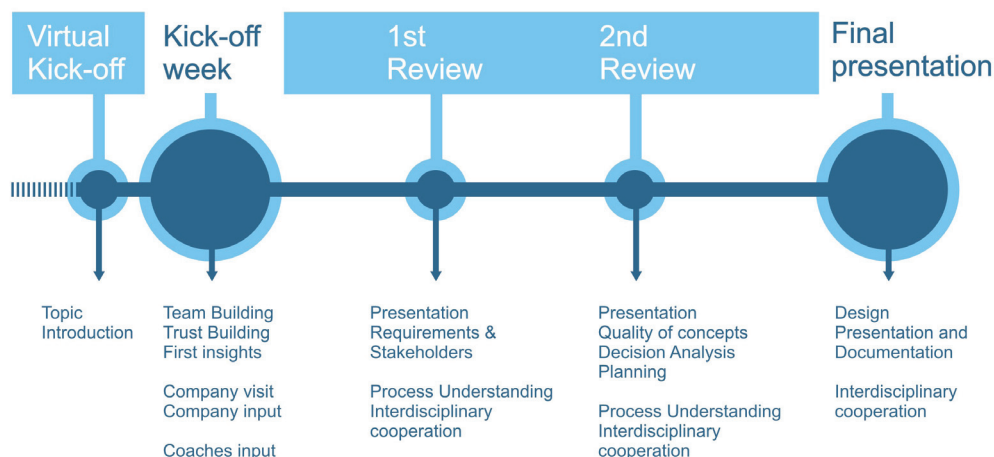 Virtual
Kick-off
Kick-off
week
1st
Review
2nd
Review
Final
presentation
Topic
Introduction
Team Building
Trust Building
First insights
Company visit
Company input
Coaches input
Presentation
Requirements &
Stakeholders
Process Understanding
Interdisciplinary
cooperation
Presentation
Quality of concepts
Decision Analysis
Planning
Process Understanding
Interdisciplinary
cooperation
Design
Presentation and
Documentation
Interdisciplinary
cooperation